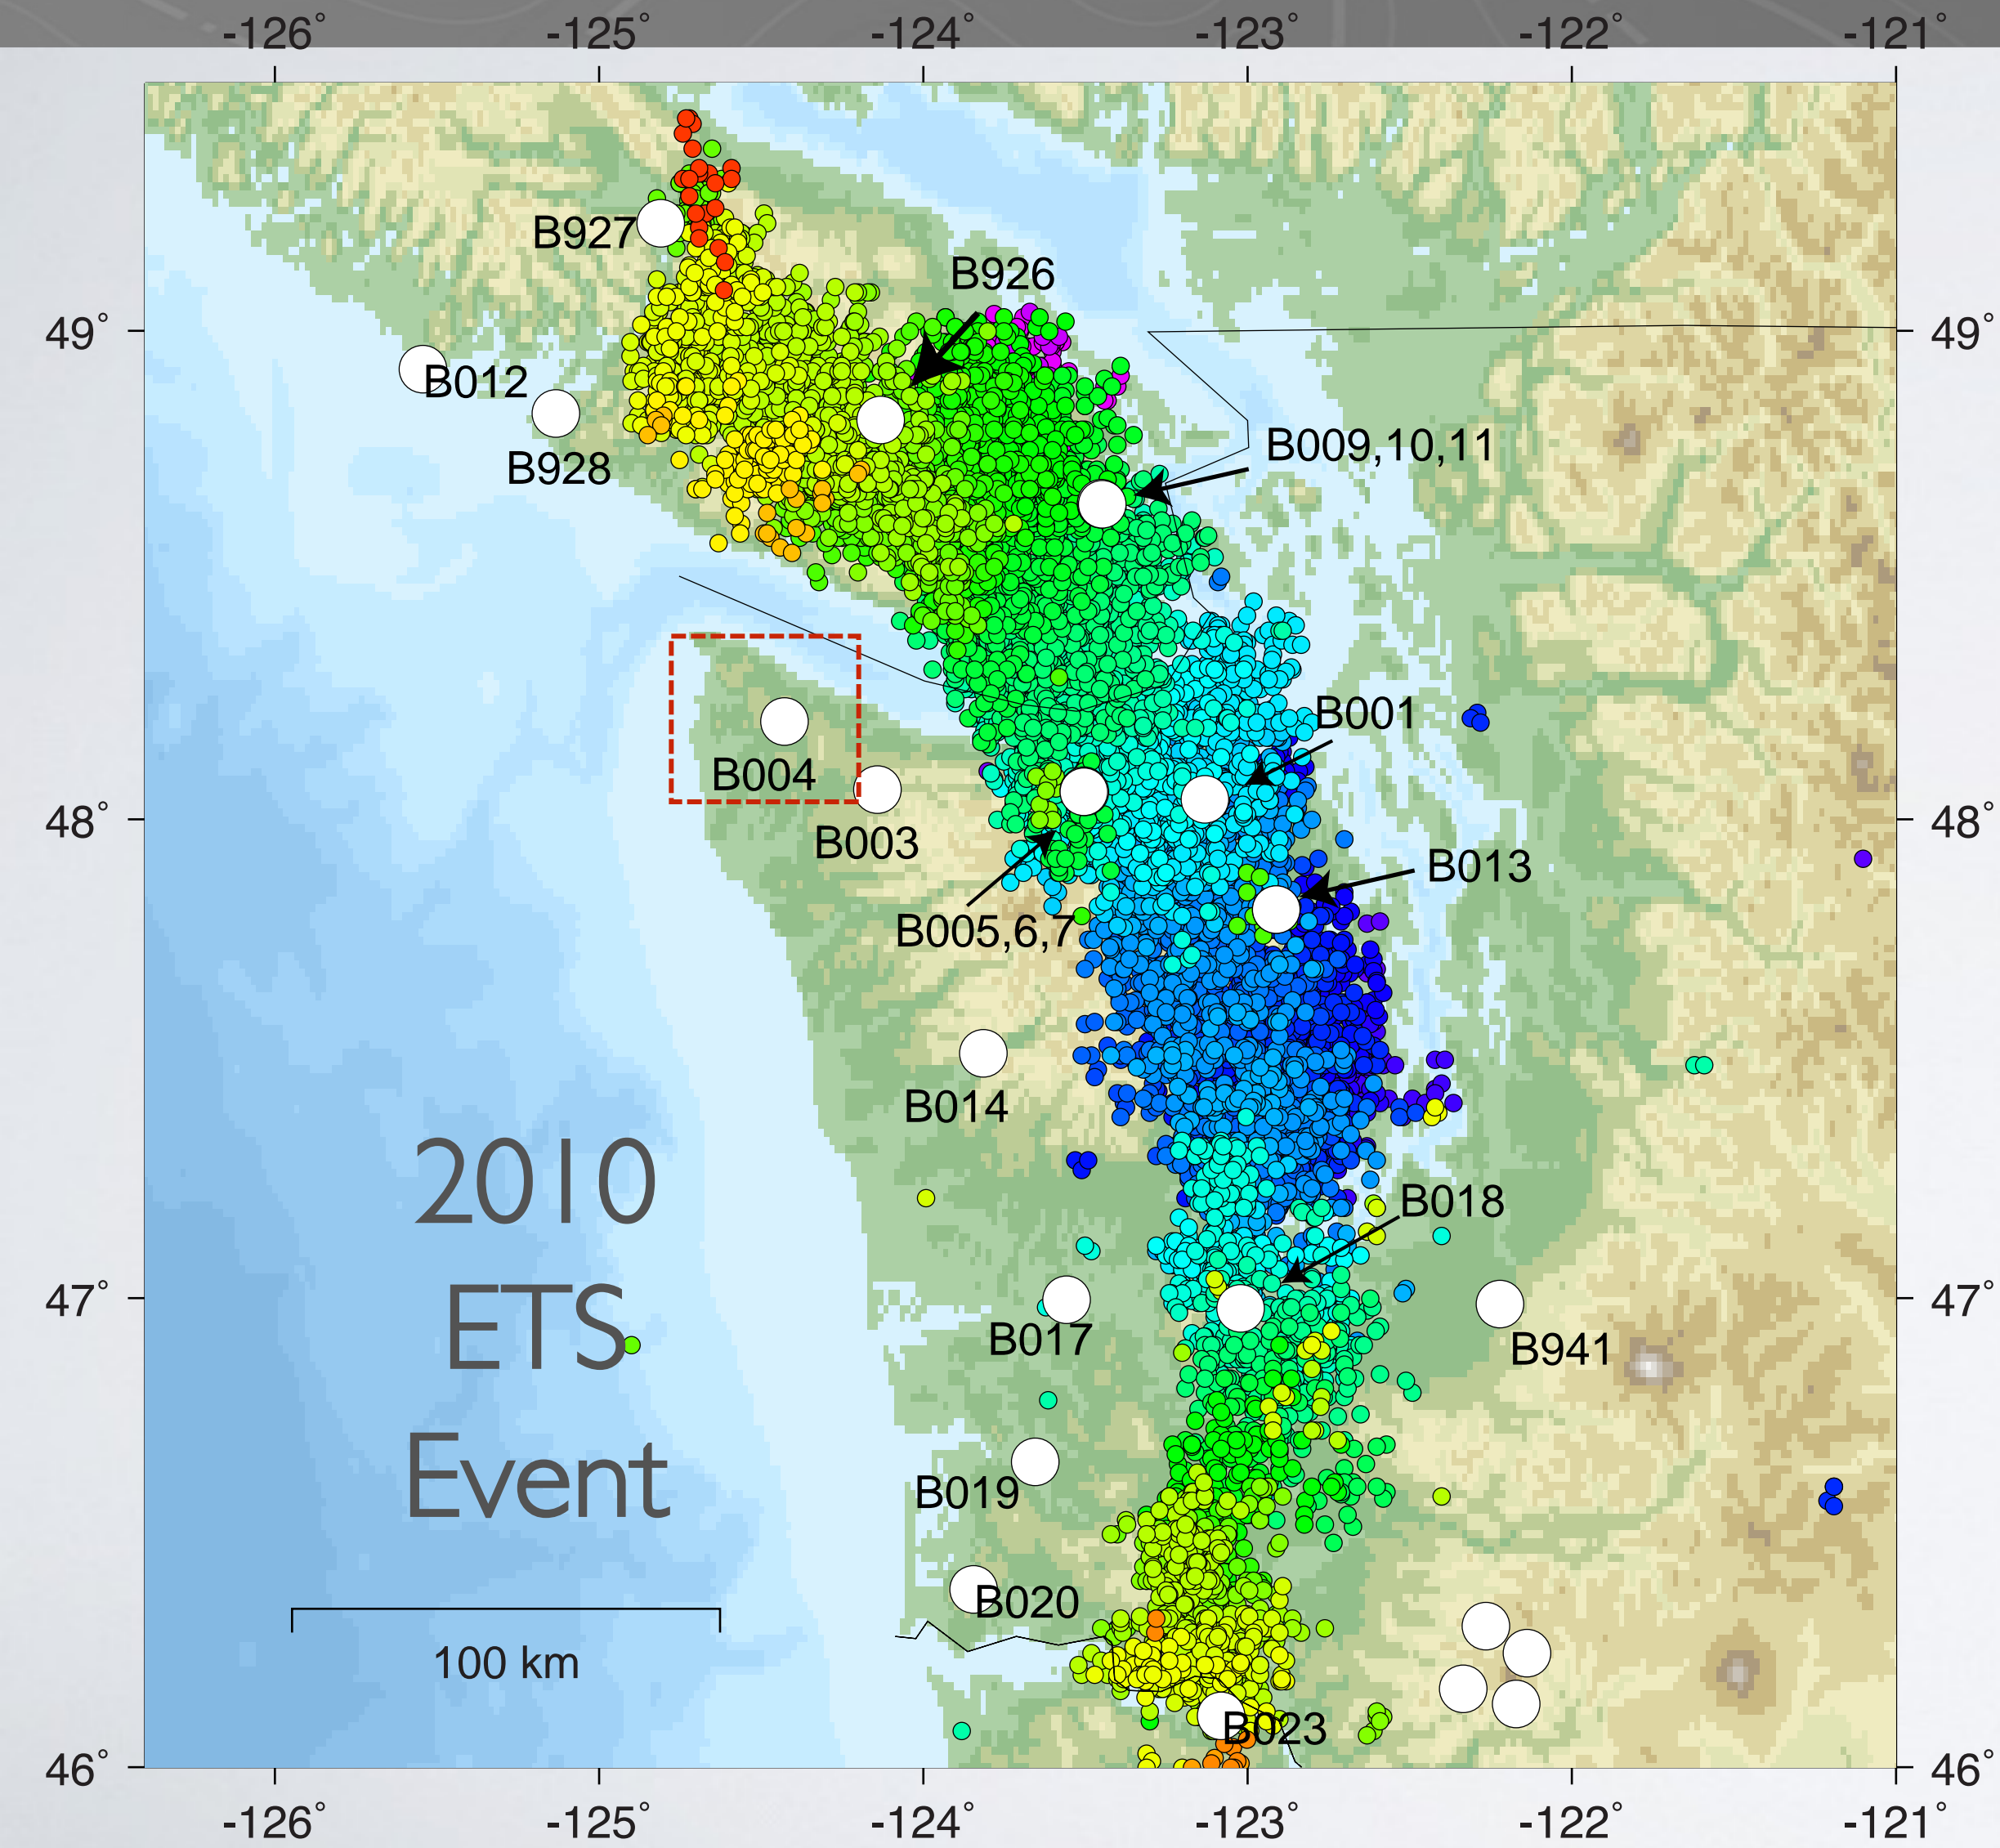 -126° -125° -124° -123° -122° -121°
B927
B926
49° 49°
B012
B928
B009,10,11
B001
B004
48° 48°
B003
B013
B005,6,7
B014
2010
B018
ETS
47° 47°
B017
B941
Event
B019
B020
100 km
B023
46° 46°
-126° -125° -124° -123° -122° -121°